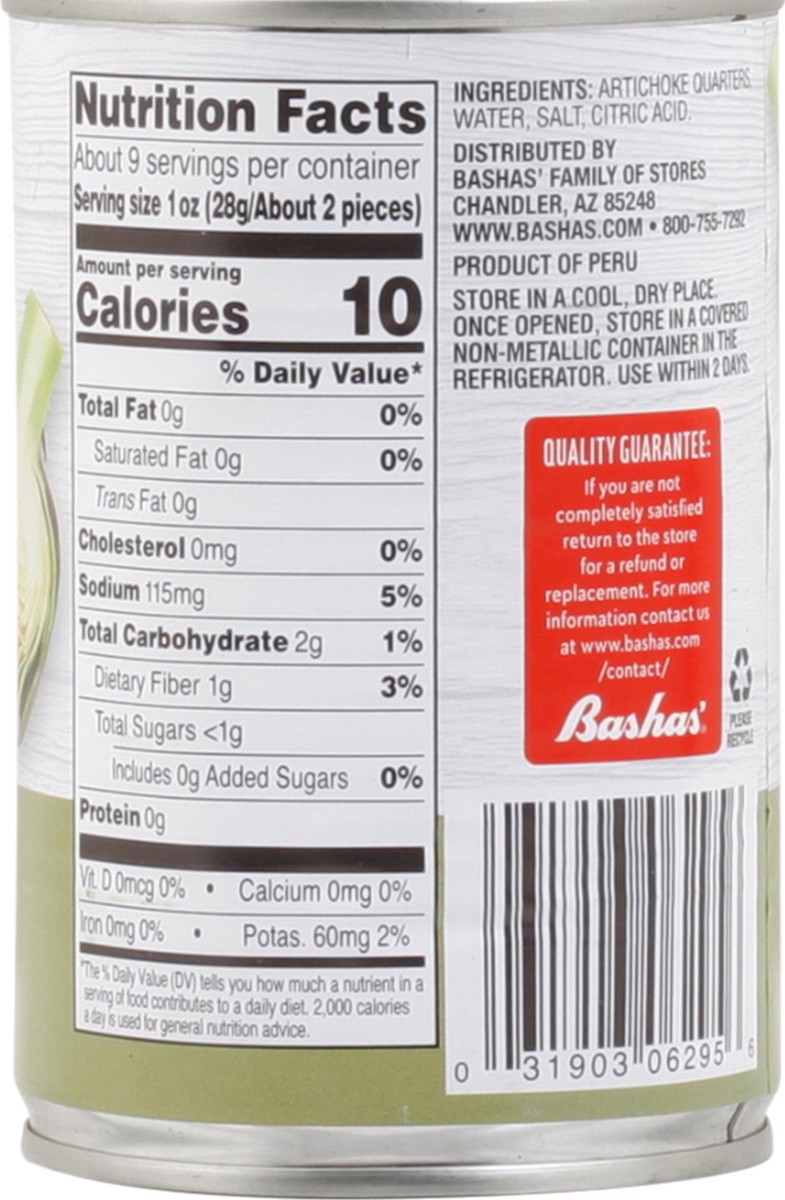 Nutrition Facts
About 9 servings per container
Serving size 1 oz (28g/About 2 pieces)
Amount per serving
Calories 10
% Daily Value*
Total Fat 0g 0%
Saturated Fat 0g 0%
Trans Fat 0g
Cholesterol 0mg 0%
Sodium 115mg 5%
Total Carbohydrate 2g 1%
Dietary Fiber 1g 3%
Total Sugars <1g
Includes 0g Added Sugars 0%
Protein 0g
Vit. D 0mcg 0% • Calcium 0mg 0%
Iron 0mg 0% • Potas. 60mg 2%
*The % Daily Value (DV) tells you how much a nutrient in a
serving of food contributes to a daily diet. 2,000 calories
a day is used for general nutrition advice.
INGREDIENTS: ARTICHOKE QUARTERS,
WATER, SALT, CITRIC ACID.
DISTRIBUTED BY
BASHAS' FAMILY OF STORES
CHANDLER, AZ 85248
WWW.BASHAS.COM • 800-755-7292
PRODUCT OF PERU
STORE IN A COOL, DRY PLACE.
ONCE OPENED, STORE IN A COVERED
NON-METALLIC CONTAINER IN THE
REFRIGERATOR. USE WITHIN 2 DAYS.
QUALITY GUARANTEE:
If you are not
completely satisfied
return to the store
for a refund or
replacement. For more
information contact us
at www.bashas.com
/contact/
Bashas'
PLEASE
RECYCLE
0 31903 06295 6